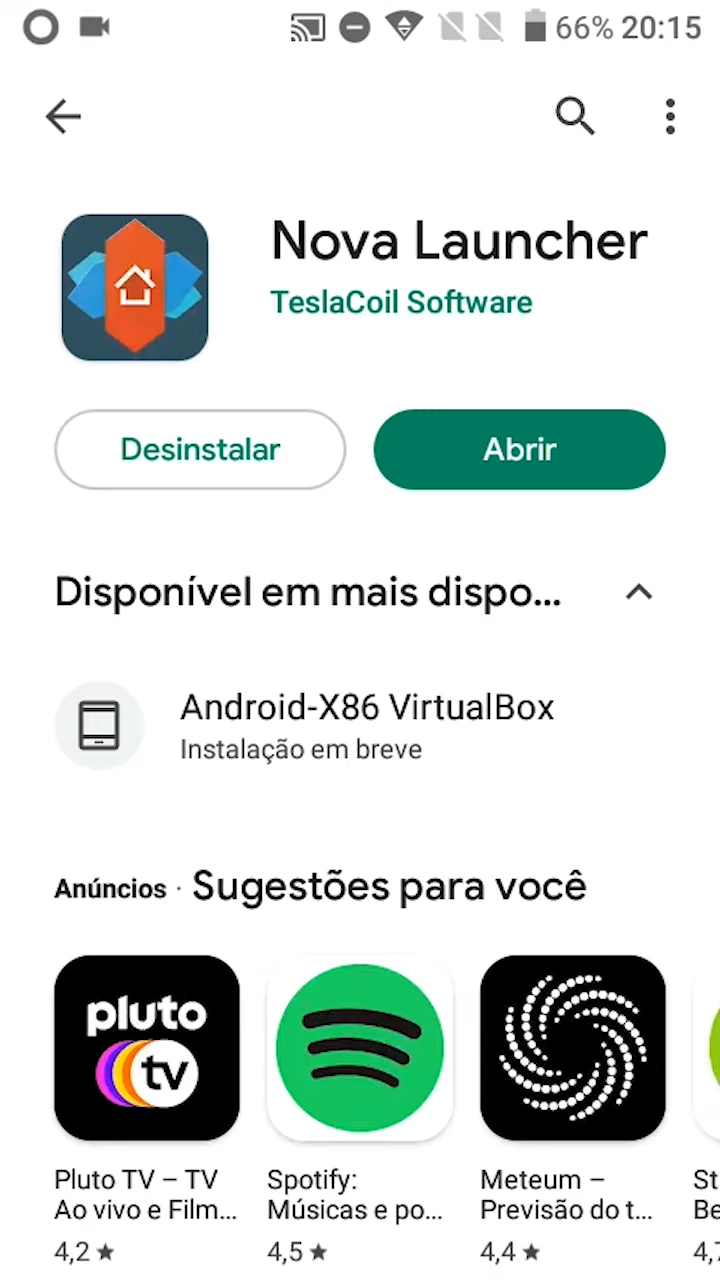 66% 20:15
Nova Launcher
TeslaCoil Software
Desinstalar
Abrir
Disponível em mais dispo...
Android-X86 VirtualBox
Instalação em breve
Anúncios · Sugestões para você
pluto
tv
Pluto TV – TV
Ao vivo e Film...
4,2 ★
Spotify:
Músicas e po...
4,5 ★
Meteum –
Previsão do t...
4,4 ★
St
Be
4,7